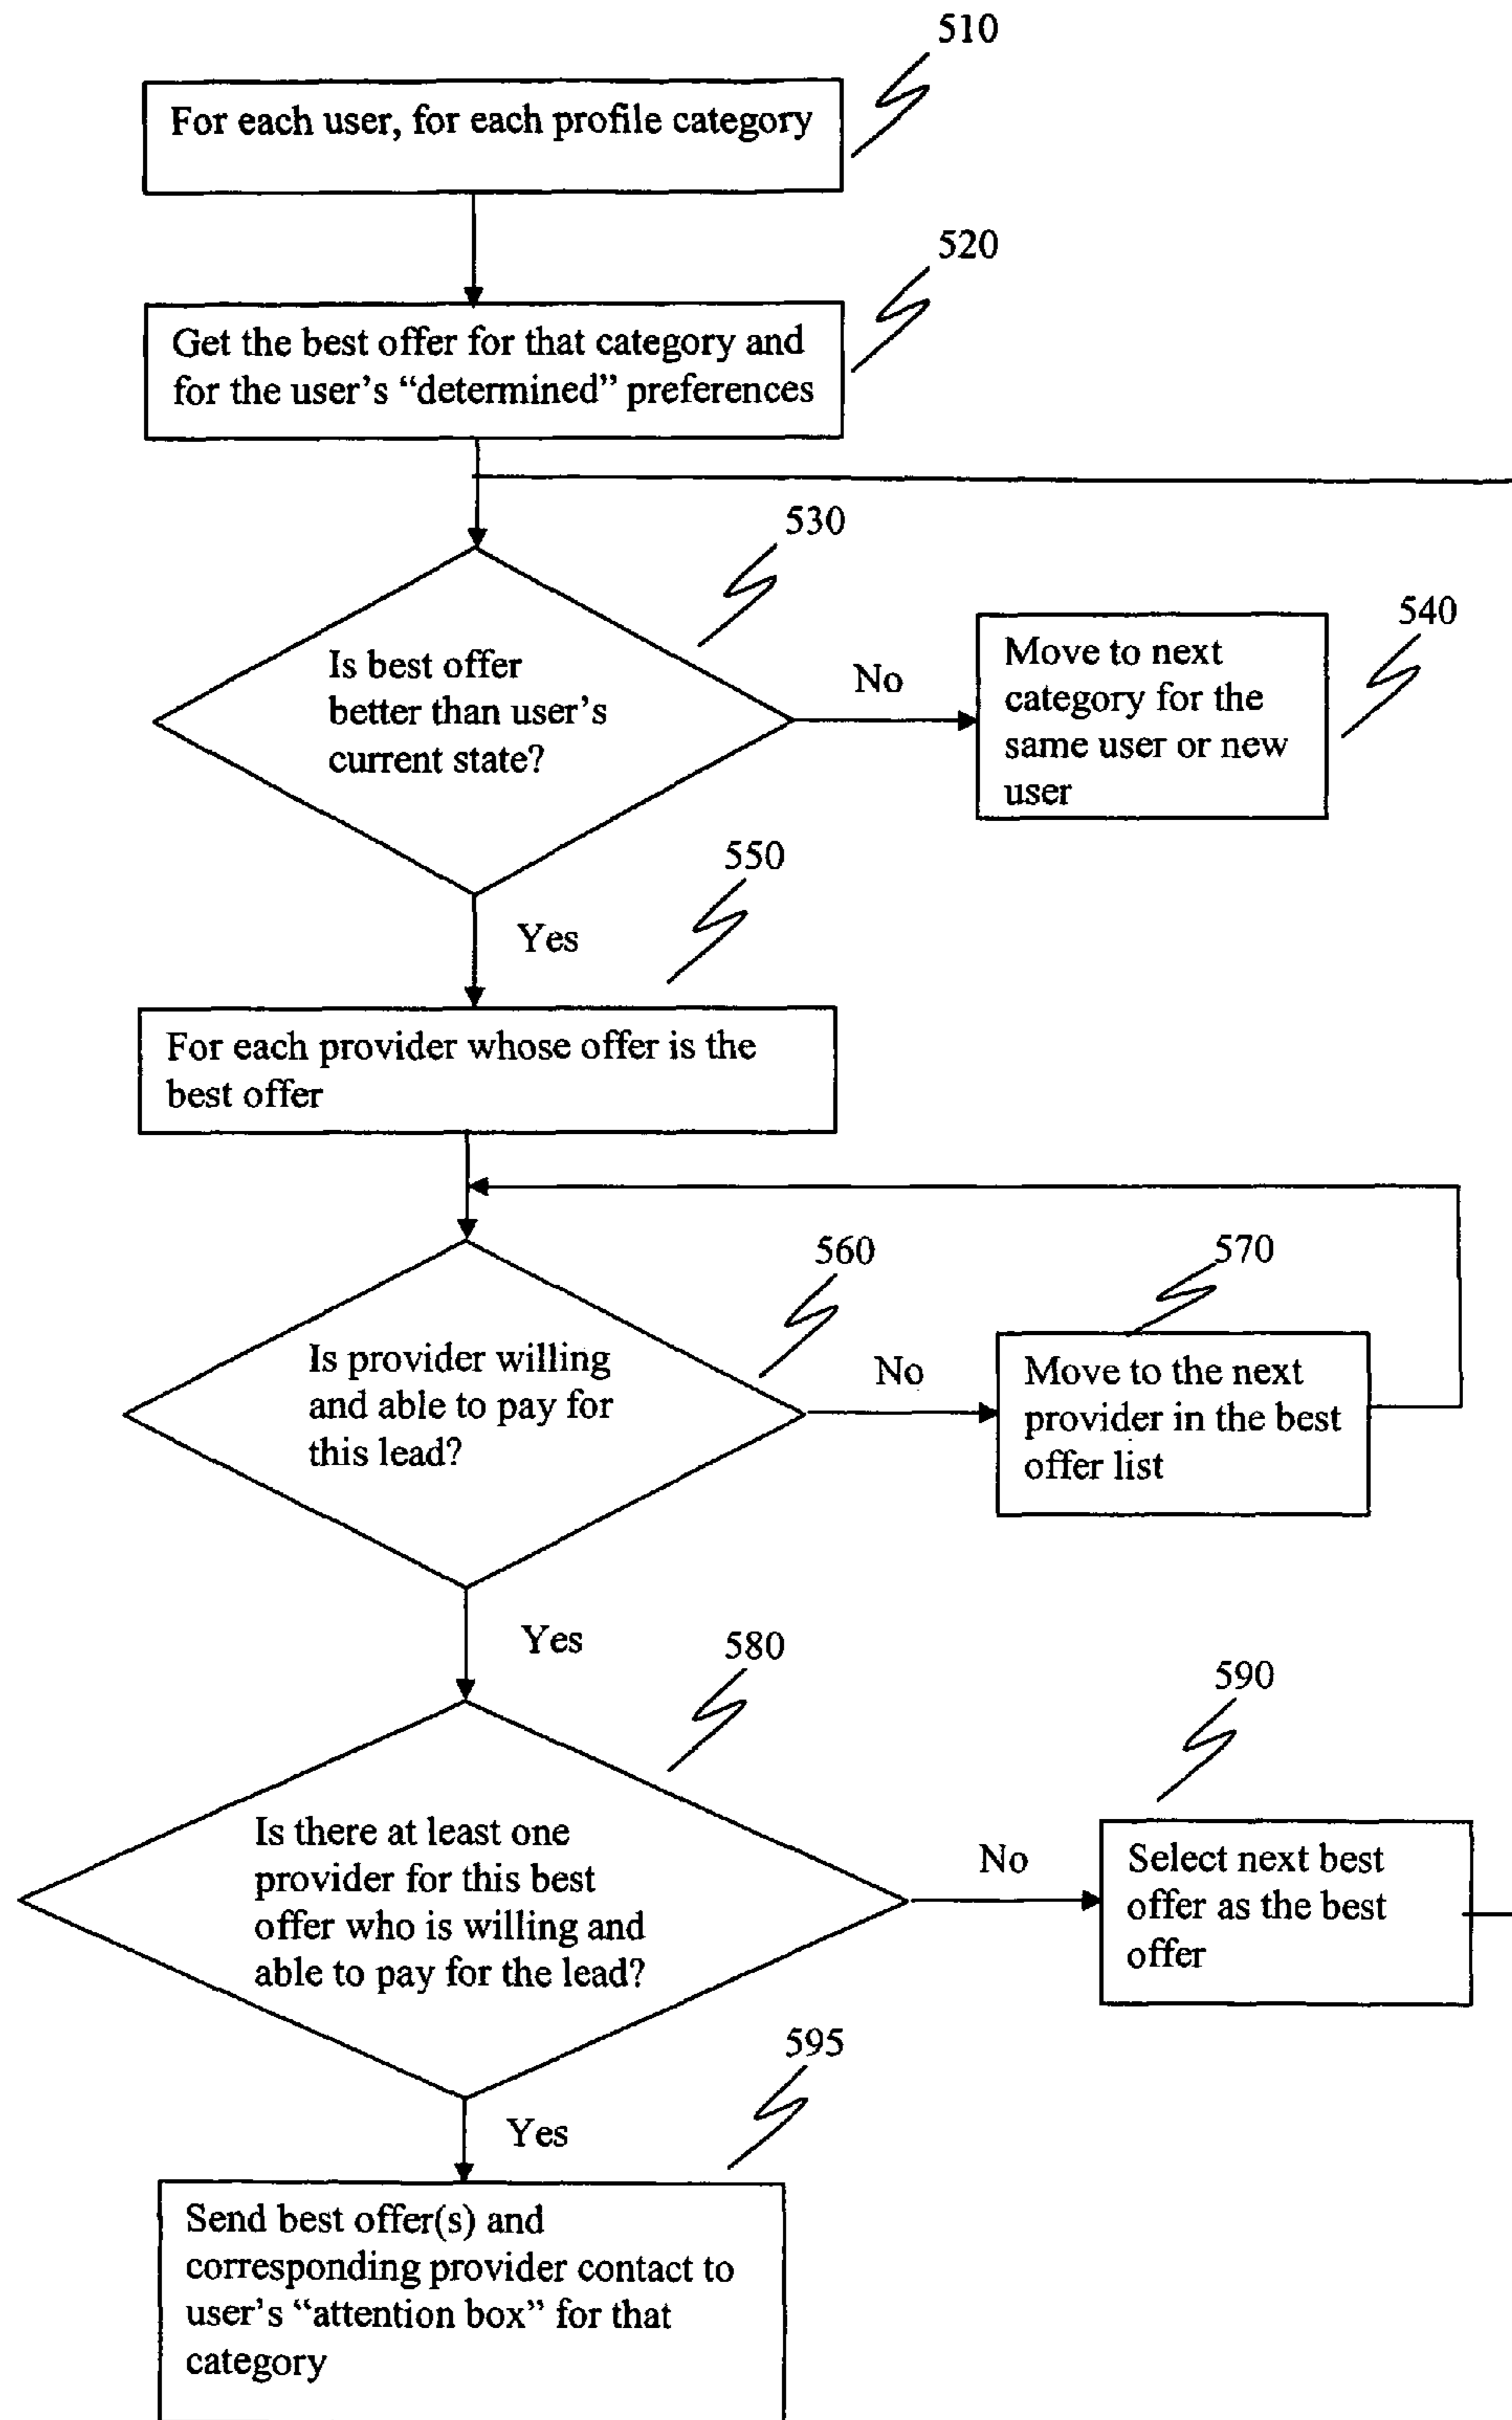 510
For each user, for each profile category
520
Get the best offer for that category and
for the user's “determined” preferences
530
Is best offer
better than user's
current state?
No
540
Move to next
category for the
same user or new
user
550
Yes
For each provider whose offer is the
best offer
560
570
Is provider willing
and able to pay for
this lead?
No
Move to the next
provider in the best
offer list
Yes
580
590
Is there at least one
provider for this best
offer who is willing and
able to pay for the lead?
No
Select next best
offer as the best
offer
595
Yes
Send best offer(s) and
corresponding provider contact to
user's “attention box” for that
category